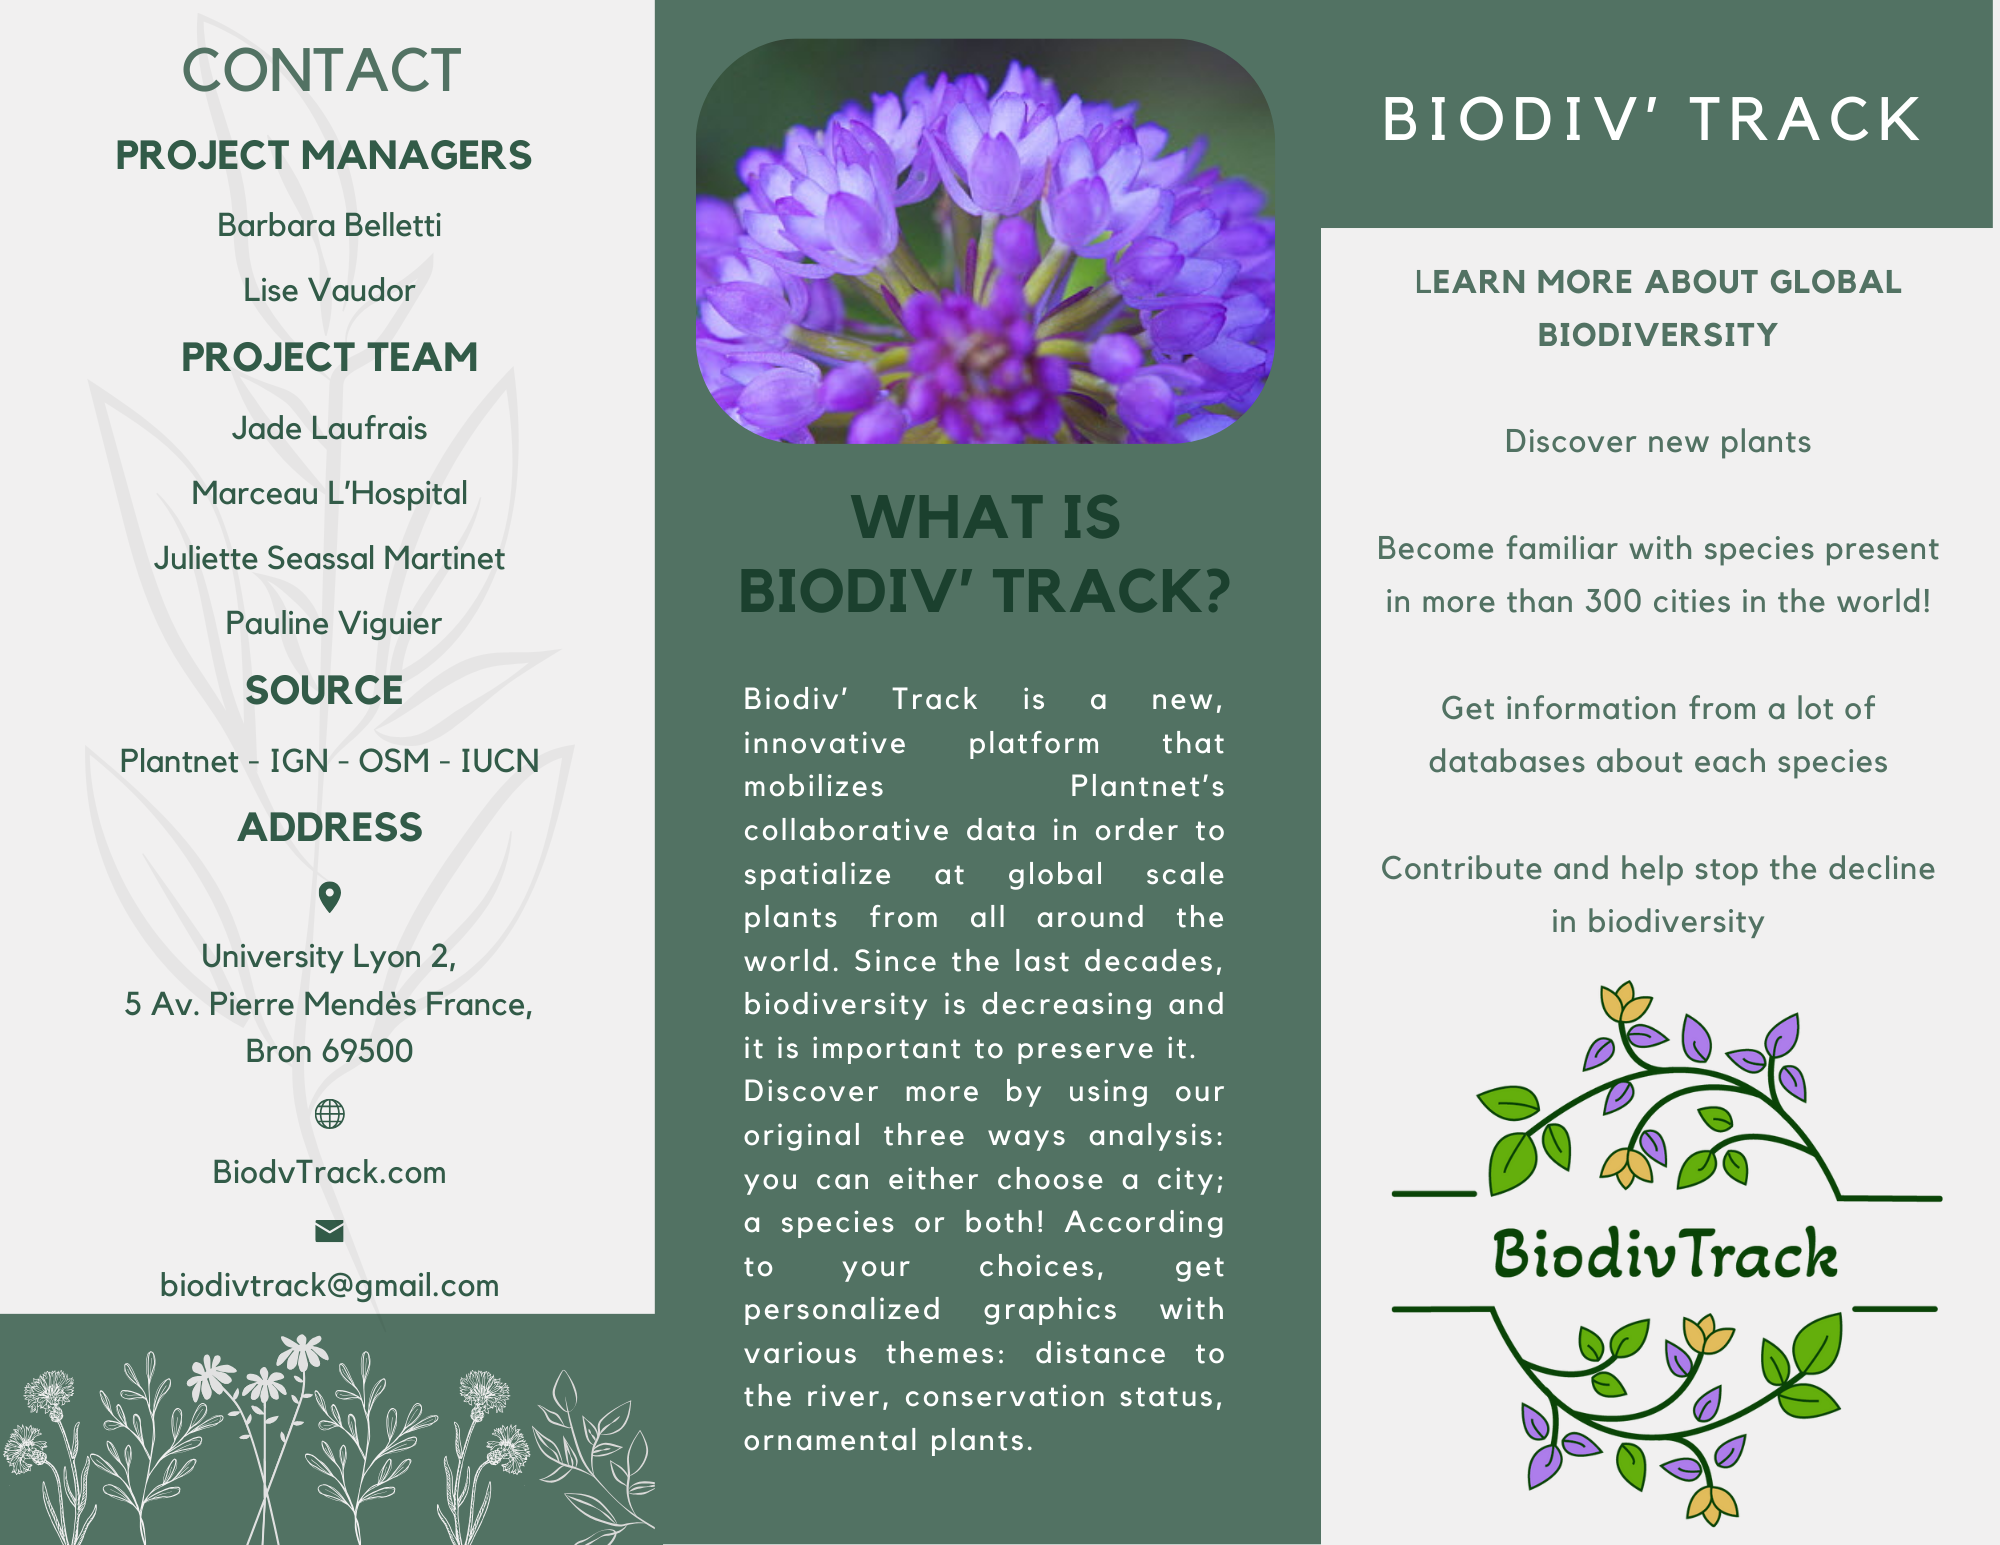 CONTACT
PROJECT MANAGERS
Barbara Belletti
Lise Vaudor
PROJECT TEAM
Jade Laufrais
Marceau L’Hospital
Juliette Seassal Martinet
Pauline Viguier
SOURCE
Plantnet - IGN - OSM - IUCN
ADDRESS
University Lyon 2,
5 Av. Pierre Mendès France,
Bron 69500
BiodvTrack.com
biodivtrack@gmail.com
WHAT IS
BIODIV’ TRACK?
Biodiv’ Track is a new,
innovative platform that
mobilizes Plantnet’s
collaborative data in order to
spatialize at global scale
plants from all around the
world. Since the last decades,
biodiversity is decreasing and
it is important to preserve it.
Discover more by using our
original three ways analysis:
you can either choose a city;
a species or both! According
to your choices, get
personalized graphics with
various themes: distance to
the river, conservation status,
ornamental plants.
BIODIV’ TRACK
LEARN MORE ABOUT GLOBAL
BIODIVERSITY
Discover new plants
Become familiar with species present
in more than 300 cities in the world!
Get information from a lot of
databases about each species
Contribute and help stop the decline
in biodiversity
BiodivTrack